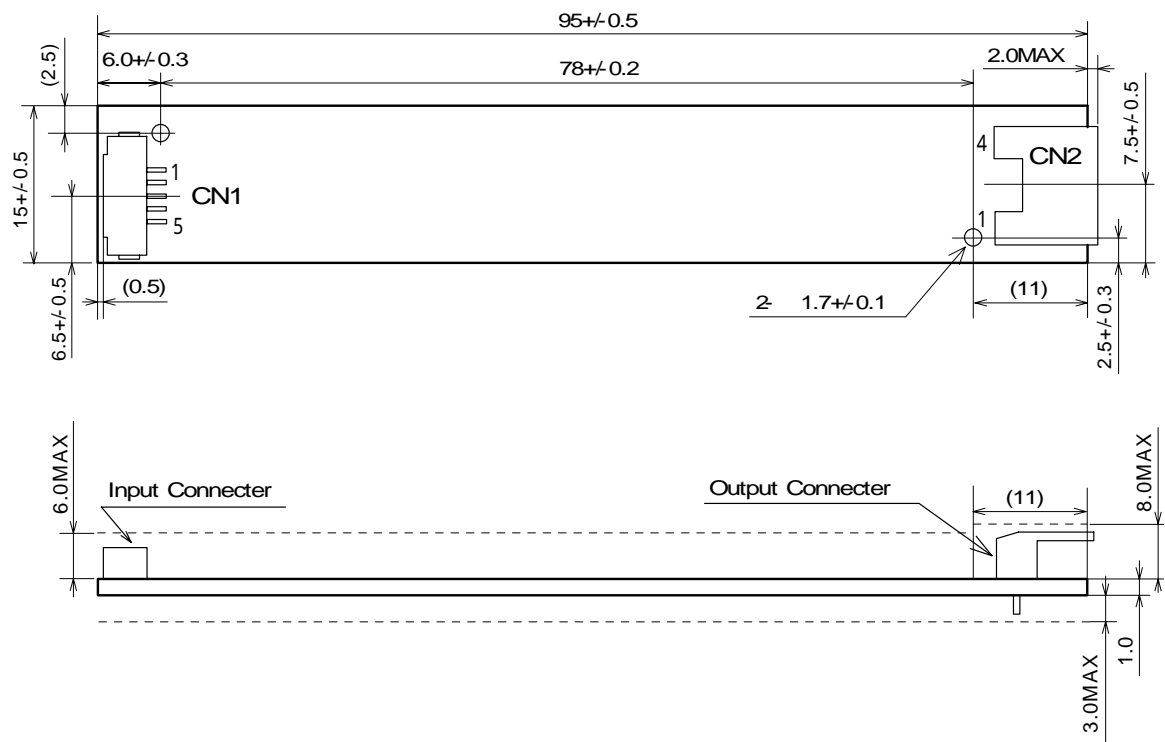 95+/-0.5
(2.5)
6.0+/-0.3
78+/-0.2
2.0MAX
15+/-0.5
1
CN1
5
4
CN2
1
7.5+/-0.5
6.5+/-0.5
(0.5)
2- 1.7+/-0.1
(11)
2.5+/-0.3
6.0MAX
Input Connecter
Output Connecter
(11)
8.0MAX
1.0
3.0MAX